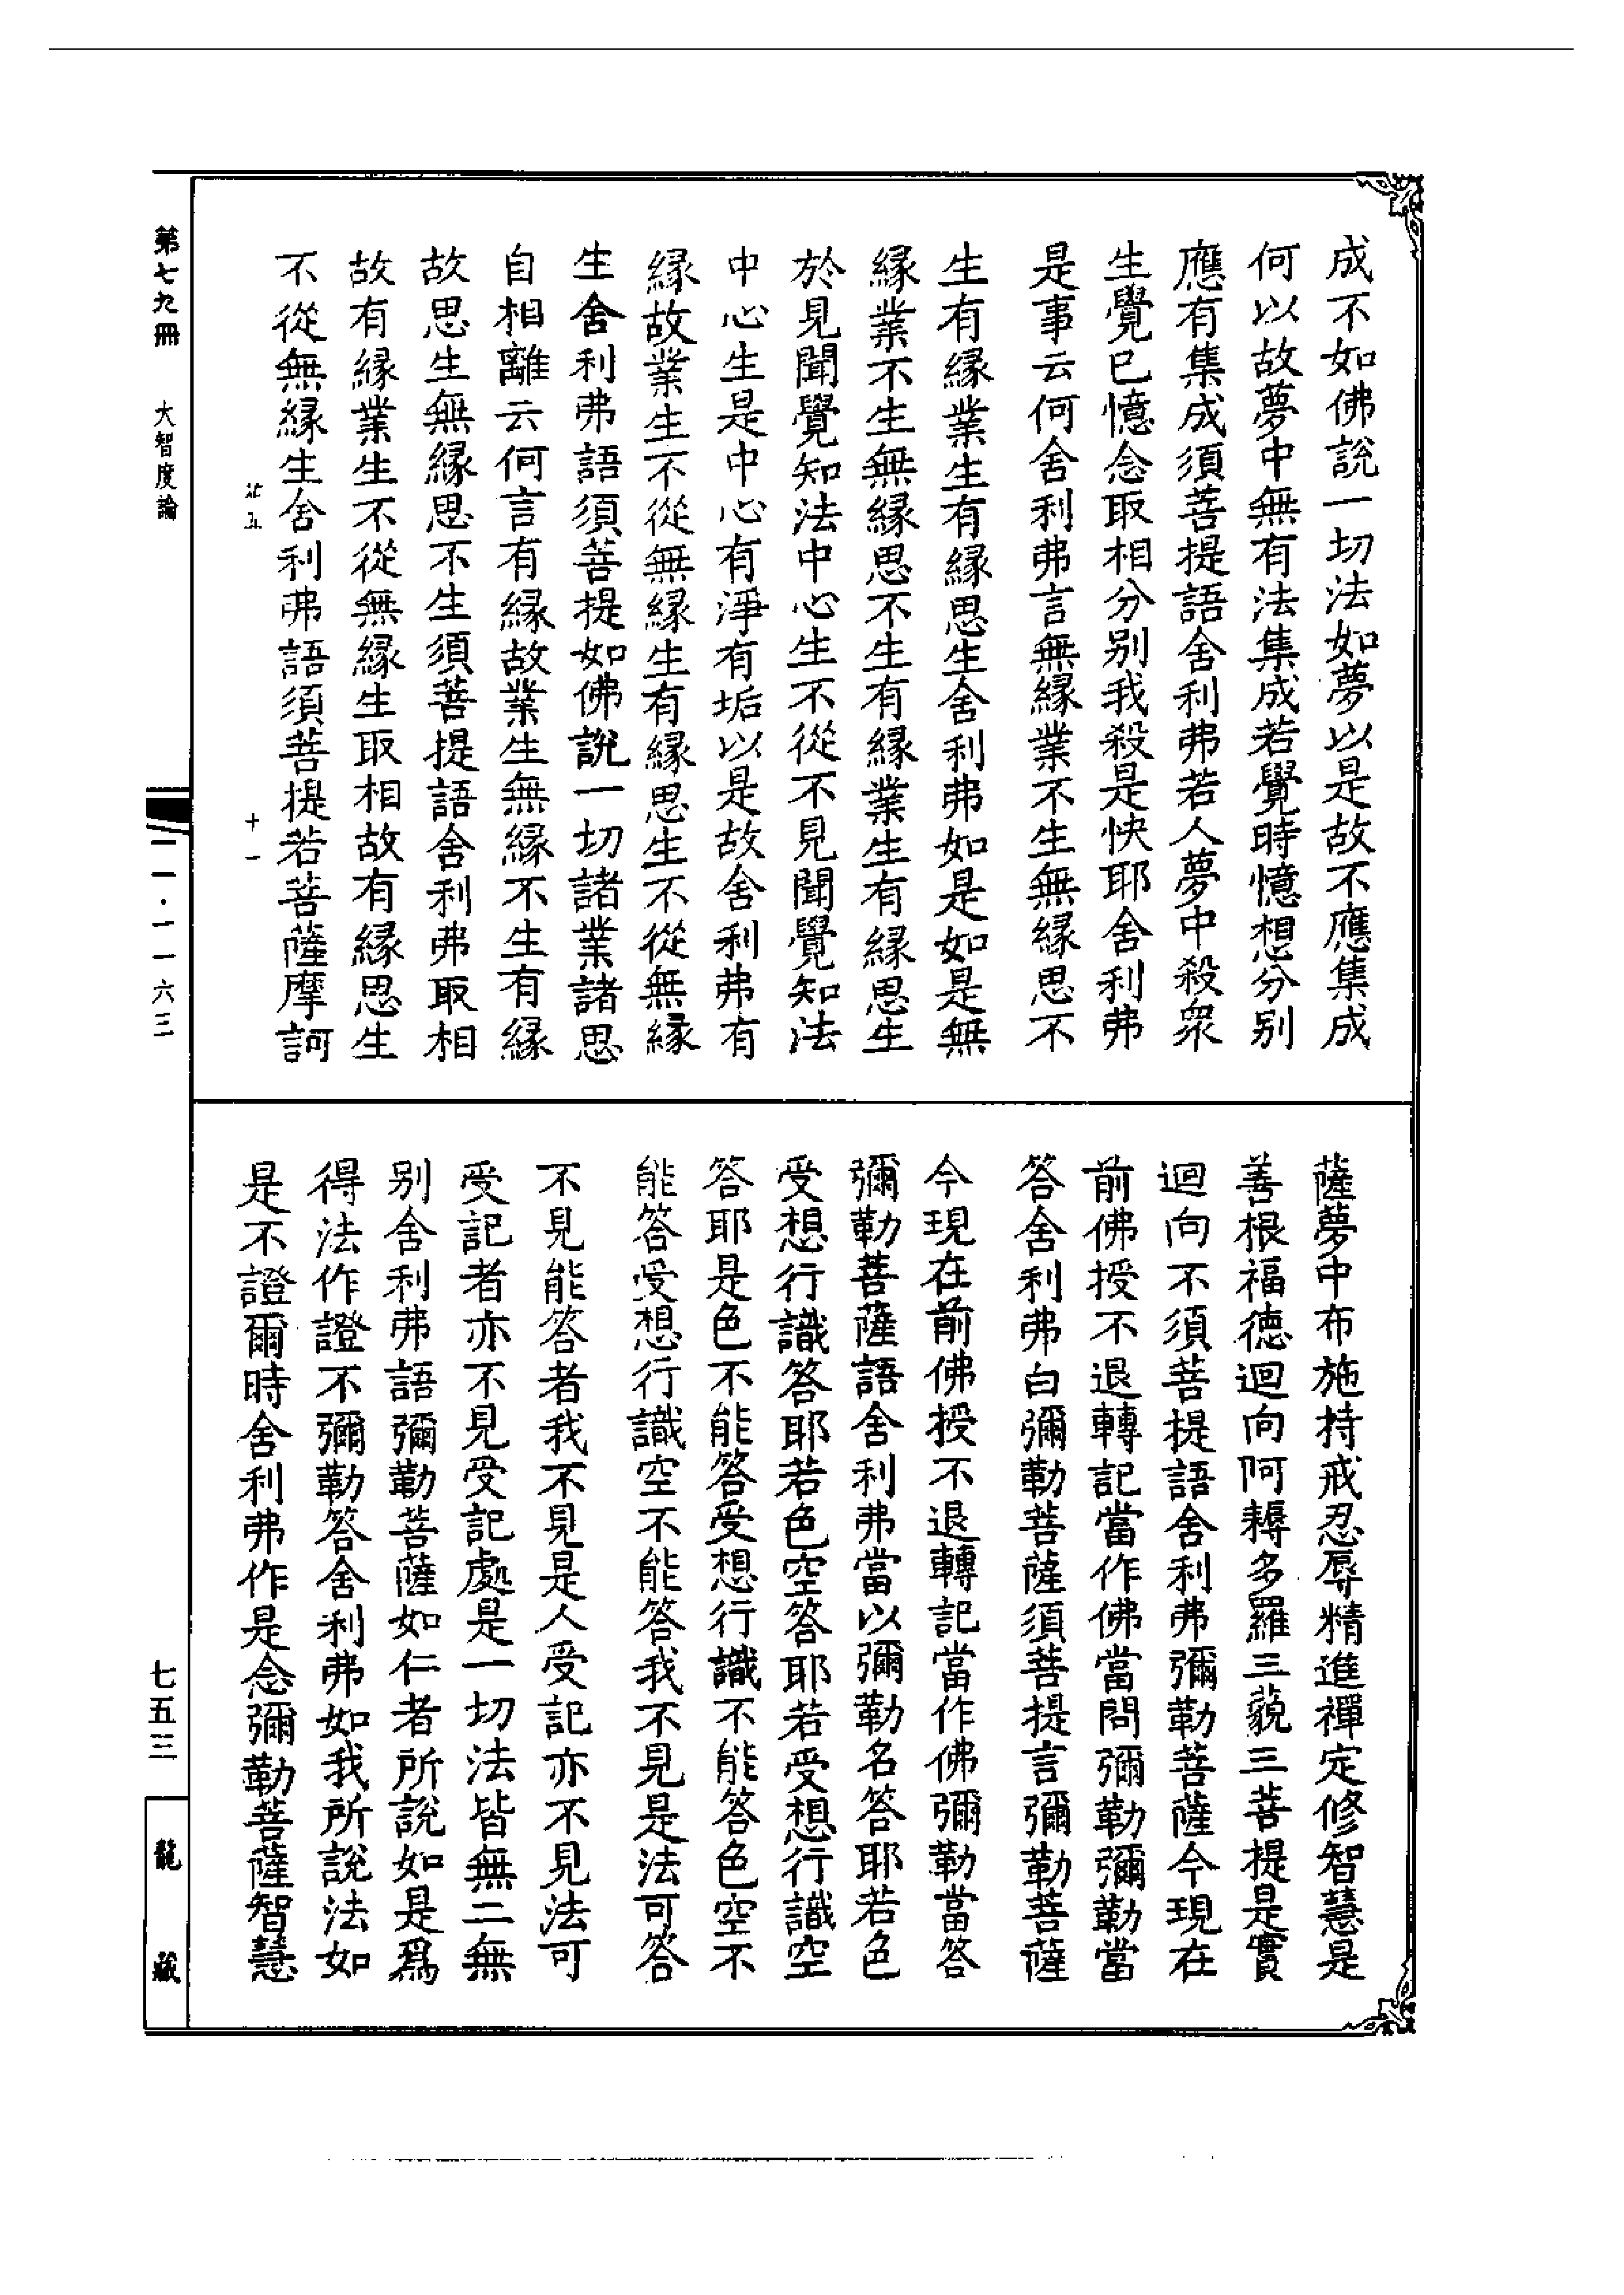 成不如佛說一切法如夢以是故不應集成
何以故夢中無有法集成若覺時憶想分別
應有集成須菩提語舍利弗若人夢中殺衆
生覺已憶念取相分別我殺是快耶舍利弗
是事云何舍利弗言無緣業不生無緣思不
生有緣業生有緣思生舍利弗如是如是無
緣業不生無緣思不生有緣業生有緣思生
於見聞覺知法中心生不從不見聞覺知法
中心生是中心有淨有垢以是故舍利弗有
緣故業生不從無緣生有緣思生不從無緣
生舍利弗語須菩提如佛說一切諸業諸思
自相離云何言有緣故業生無緣不生有緣
故思生無緣思不生須菩提語舍利弗取相
故有緣業生不從無緣生取相故有緣思生
不從無緣生舍利弗語須菩提若菩薩摩訶
薩夢中布施持戒忍辱精進禪定修智慧是
善根福德迴向阿耨多羅三藐三菩提是實
迴向不須菩提語舍利弗彌勒菩薩今現在
前佛授不退轉記當作佛當問彌勒彌勒當
答舍利弗白彌勒菩薩須菩提言彌勒菩薩
今現在前佛授不退轉記當作佛彌勒當答
彌勒菩薩語舍利弗當以彌勒名答耶若色
受想行識答耶若色空答耶若受想行識空
答耶是色不能答受想行識不能答色空不
能答受想行識空不能答我不見是法可答
不見能答者我不見是人受記亦不見法可
受記者亦不見受記處是一切法皆無二無
別舍利弗語彌勒菩薩如仁者所說如是爲
得法作證不彌勒答舍利弗如我所說法如
是不證爾時舍利弗作是念彌勒菩薩智慧
第七九冊
大智度論
十一
一一六三
七五三
龍藏